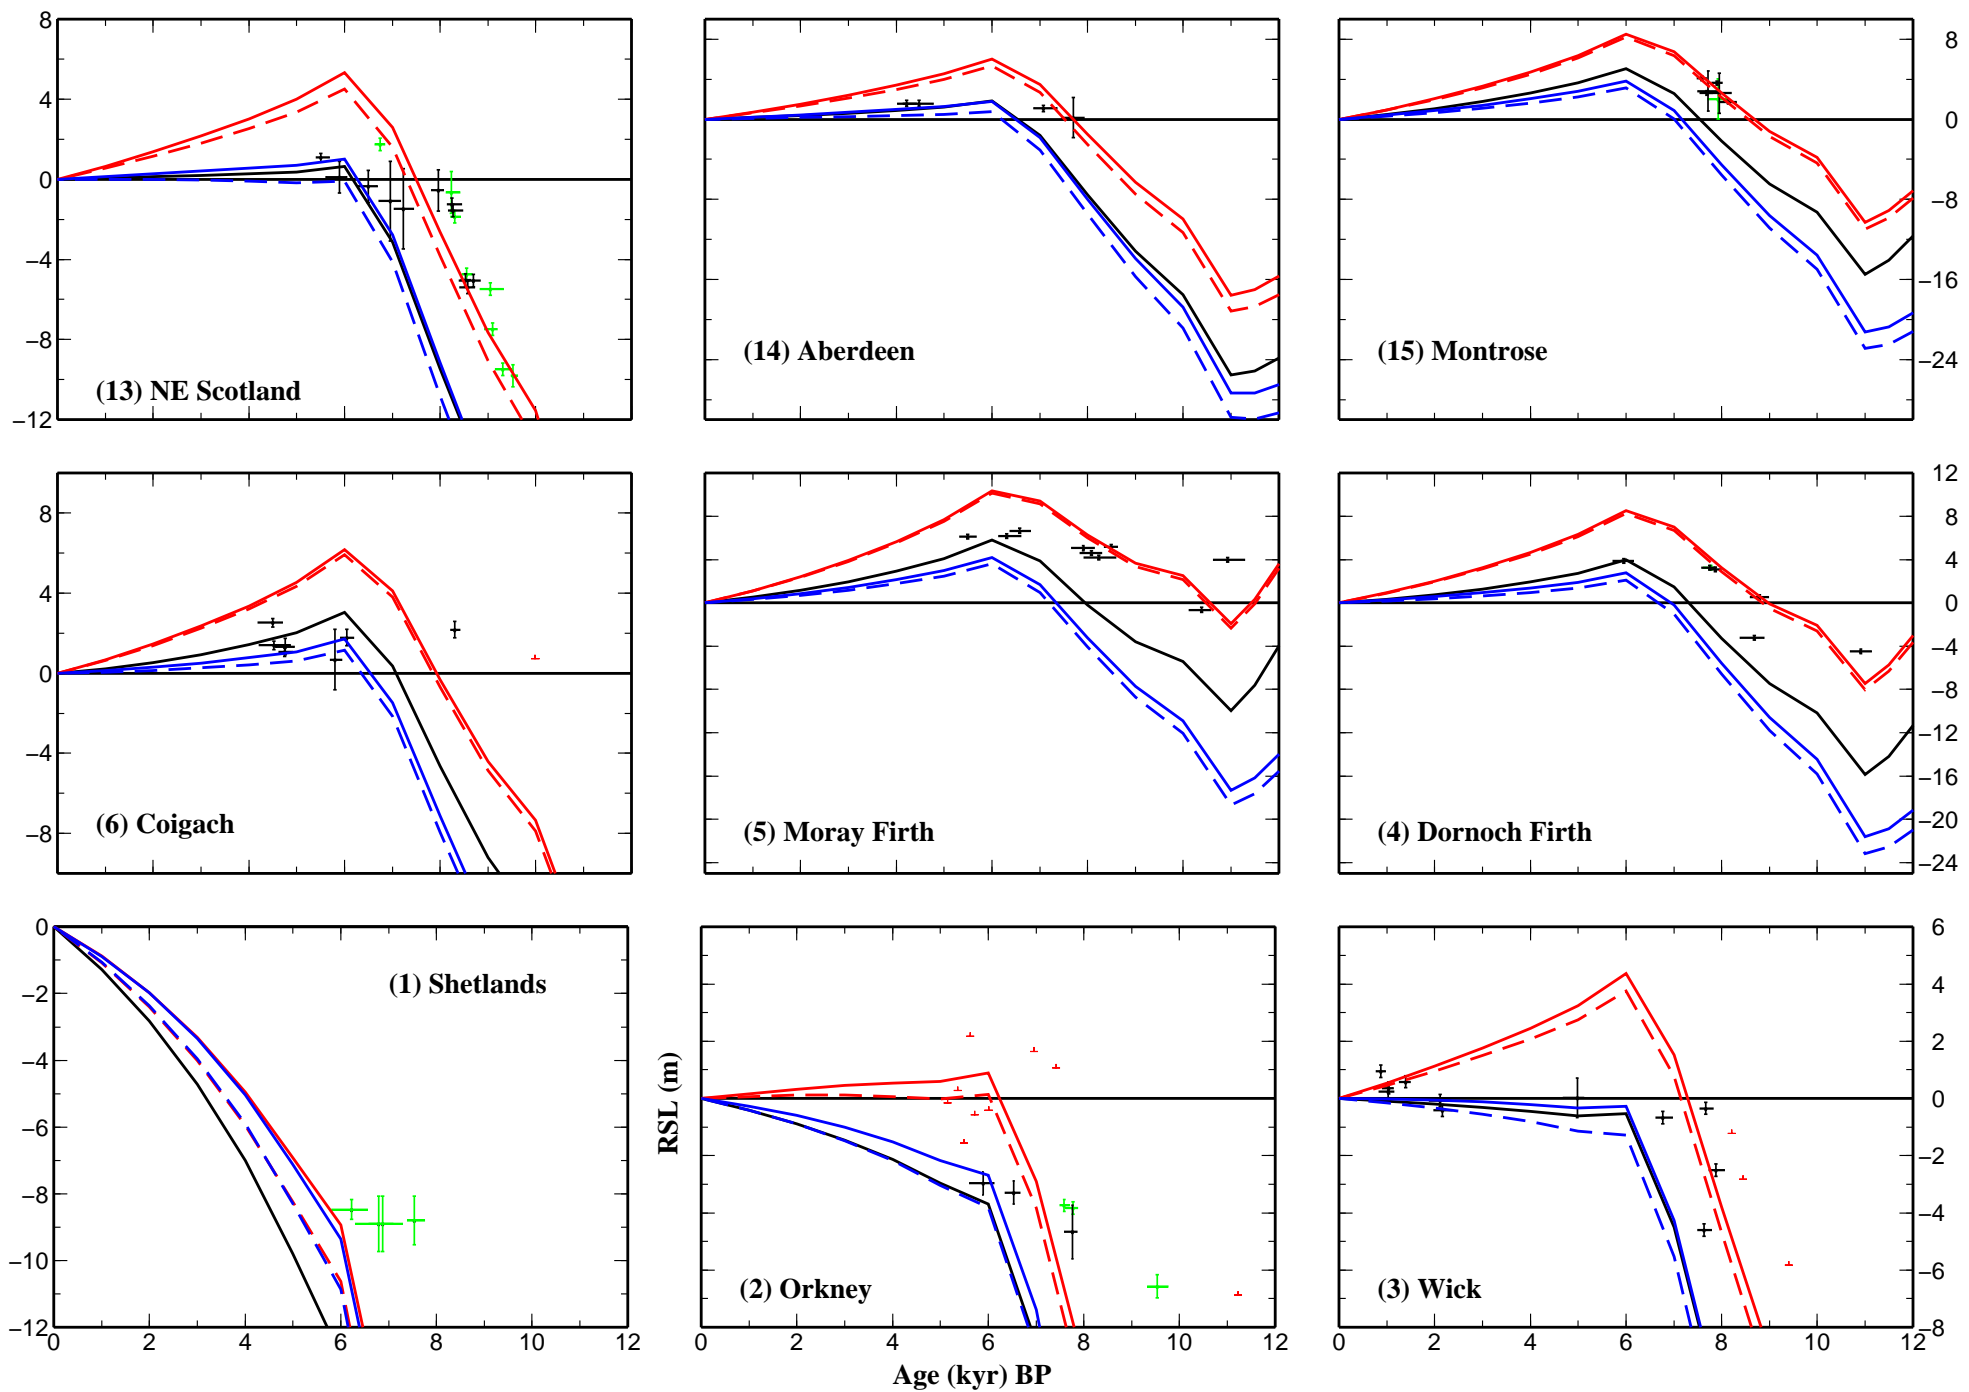 8
4
0
−4
−8
−12
(13) NE Scotland
(14) Aberdeen
(15) Montrose
8
0
−8
−16
−24
8
4
0
−4
−8
(6) Coigach
(5) Moray Firth
(4) Dornoch Firth
12
8
4
0
−4
−8
−12
−16
−20
−24
0
−2
−4
−6
−8
−10
−12
(1) Shetlands
0 2 4 6 8 10 12
RSL (m)
(2) Orkney
0 2 4 6 8 10 12
Age (kyr) BP
(3) Wick
6
4
2
0
−2
−4
−6
−8
0 2 4 6 8 10 12